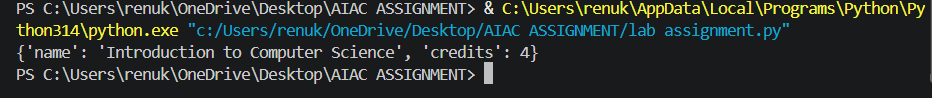 PS C:\Users\renuk\OneDrive\Desktop\AIAC ASSIGNMENT> & C:\Users\renuk\AppData\Local\Programs\Python\Py
thon314\python.exe "c:/Users/renuk/OneDrive/Desktop/AIAC ASSIGNMENT/lab assignment.py"
{'name': 'Introduction to Computer Science', 'credits': 4}
PS C:\Users\renuk\OneDrive\Desktop\AIAC ASSIGNMENT>